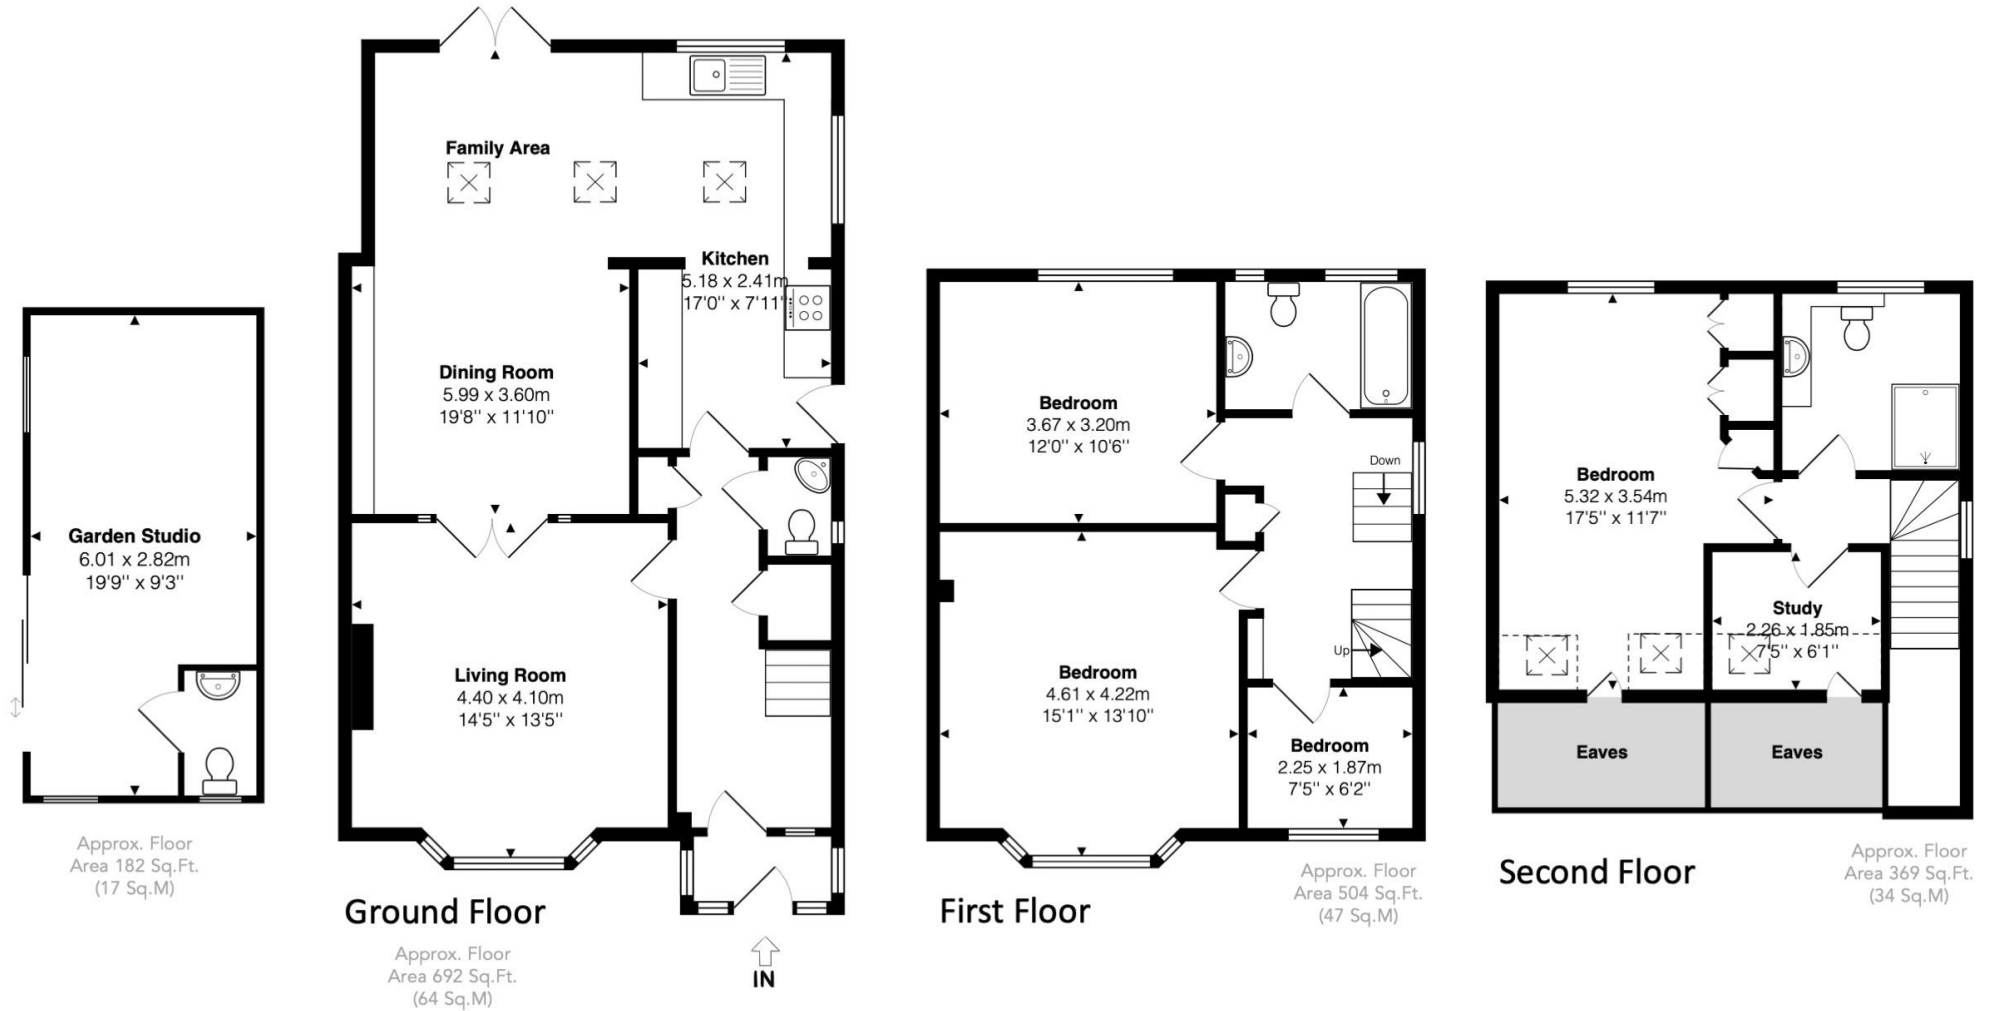 Garden Studio
6.01 x 2.82m
19'9'' x 9'3''
Approx. Floor
Area 182 Sq.Ft.
(17 Sq.M)
Family Area
Kitchen
5.18 x 2.41m
17'0'' x 7'11''
Dining Room
5.99 x 3.60m
19'8'' x 11'10''
Living Room
4.40 x 4.10m
14'5'' x 13'5''
Ground Floor
Approx. Floor
Area 692 Sq.Ft.
(64 Sq.M)
IN
Bedroom
3.67 x 3.20m
12'0'' x 10'6''
Down
Up
Bedroom
4.61 x 4.22m
15'1'' x 13'10''
Bedroom
2.25 x 1.87m
7'5'' x 6'2''
First Floor
Approx. Floor
Area 504 Sq.Ft.
(47 Sq.M)
Bedroom
5.32 x 3.54m
17'5'' x 11'7''
Study
2.26 x 1.85m
7'5'' x 6'1''
Eaves
Eaves
Second Floor
Approx. Floor
Area 369 Sq.Ft.
(34 Sq.M)